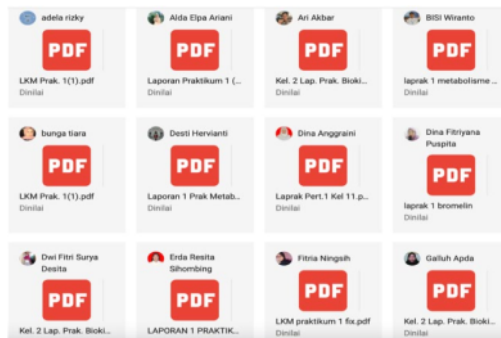 adela rizky
PDF
LKM Prak. 1(1).pdf
Dinilai
Alda Elpa Ariani
PDF
Laporan Praktikum 1 (...
Dinilai
Ari Akbar
PDF
Kel. 2 Lap. Prak. Bioki...
Dinilai
BISI Wiranto
PDF
laprak 1 metabolisme ...
Dinilai
bunga tiara
PDF
LKM Prak. 1(1).pdf
Dinilai
Desti Hervianti
PDF
Laporan 1 Prak Metab...
Dinilai
Dina Anggraini
PDF
Laprak Pert.1 Kel 11.p...
Dinilai
Dina Fitriyana
Puspita
PDF
laprak 1 bromelin
Dinilai
Dwi Fitri Surya
Desita
PDF
Kel. 2 Lap. Prak. Bioki...
Erda Resita
Sihombing
PDF
LAPORAN 1 PRAKTIK...
Fitria Ningsih
PDF
LKM praktikum 1 fix.pdf
Dinilai
Galluh Apda
PDF
Kel. 2 Lap. Prak. Bioki...
Dinilai